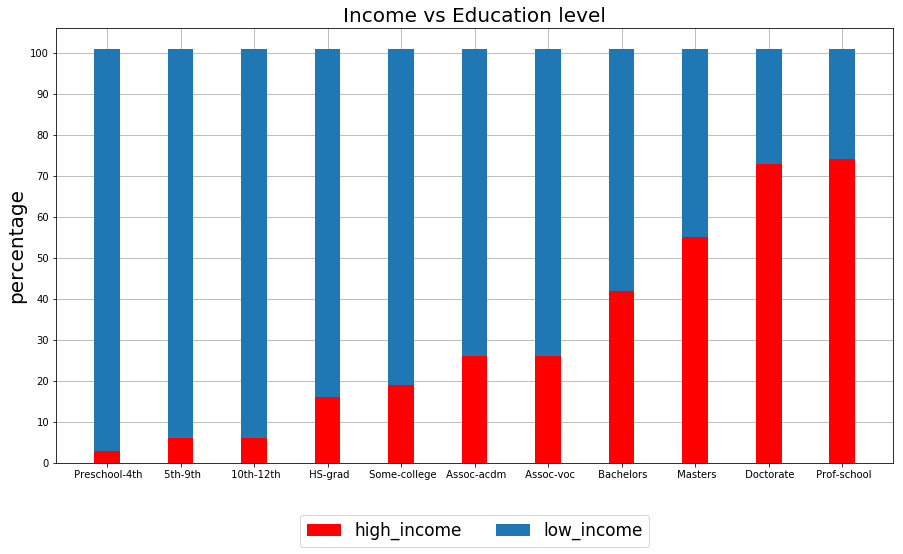 Income vs Education level
percentage
100
90
80
70
60
50
40
30
20
10
0
Preschool-4th 5th-9th 10th-12th HS-grad Some-college Assoc-acdm Assoc-voc Bachelors Masters Doctorate Prof-school
high_income low_income